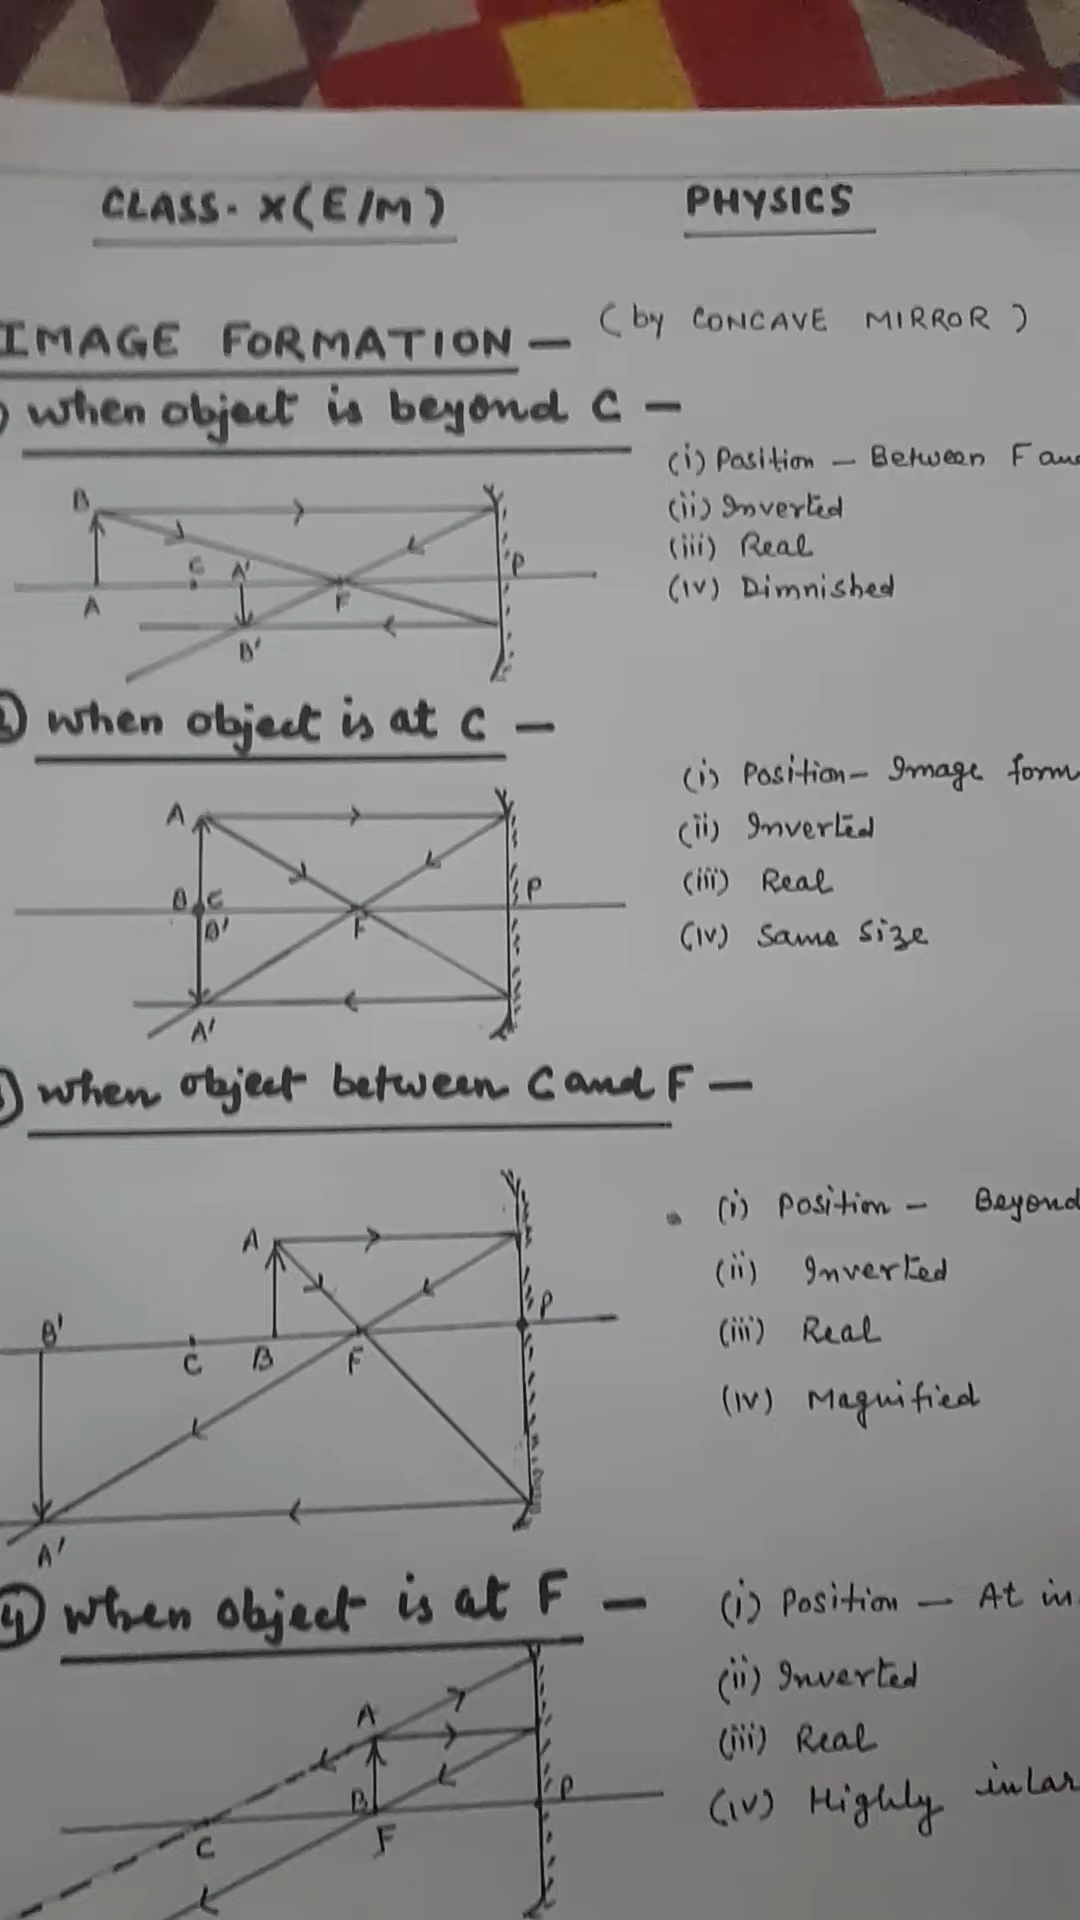 CLASS- X(E/M) PHYSICS
IMAGE FORMATION — (by CONCAVE MIRROR)
when object is beyond C —
(i) Position — Between F
(ii) Inverted
(iii) Real
(iv) Dimnished
B
C A' P
A F
B'
when object is at C —
(i) Position — Image form
(ii) Inverted
(iii) Real
(iv) Same Size
A
B C P
B' F
A'
when object between C and F —
(i) Position — Beyond
(ii) Inverted
(iii) Real
(iv) Magnified
A
B' P
C B F
A'
④ when object is at F —
(i) Position — At in
(ii) Inverted
(iii) Real
(iv) Highly inlar
A
B P
C F